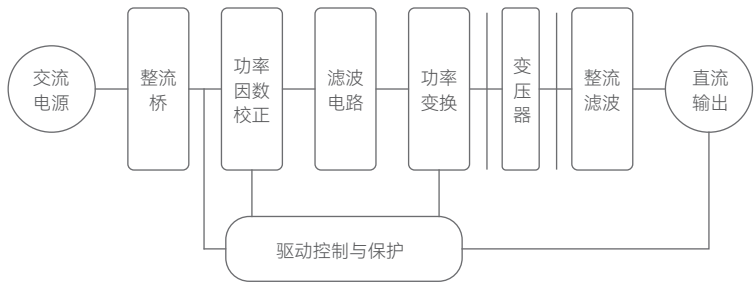 交流
电源
整流
桥
功率
因数
校正
滤波
电路
功率
变换
变
压
器
整流
滤波
直流
输出
驱动控制与保护